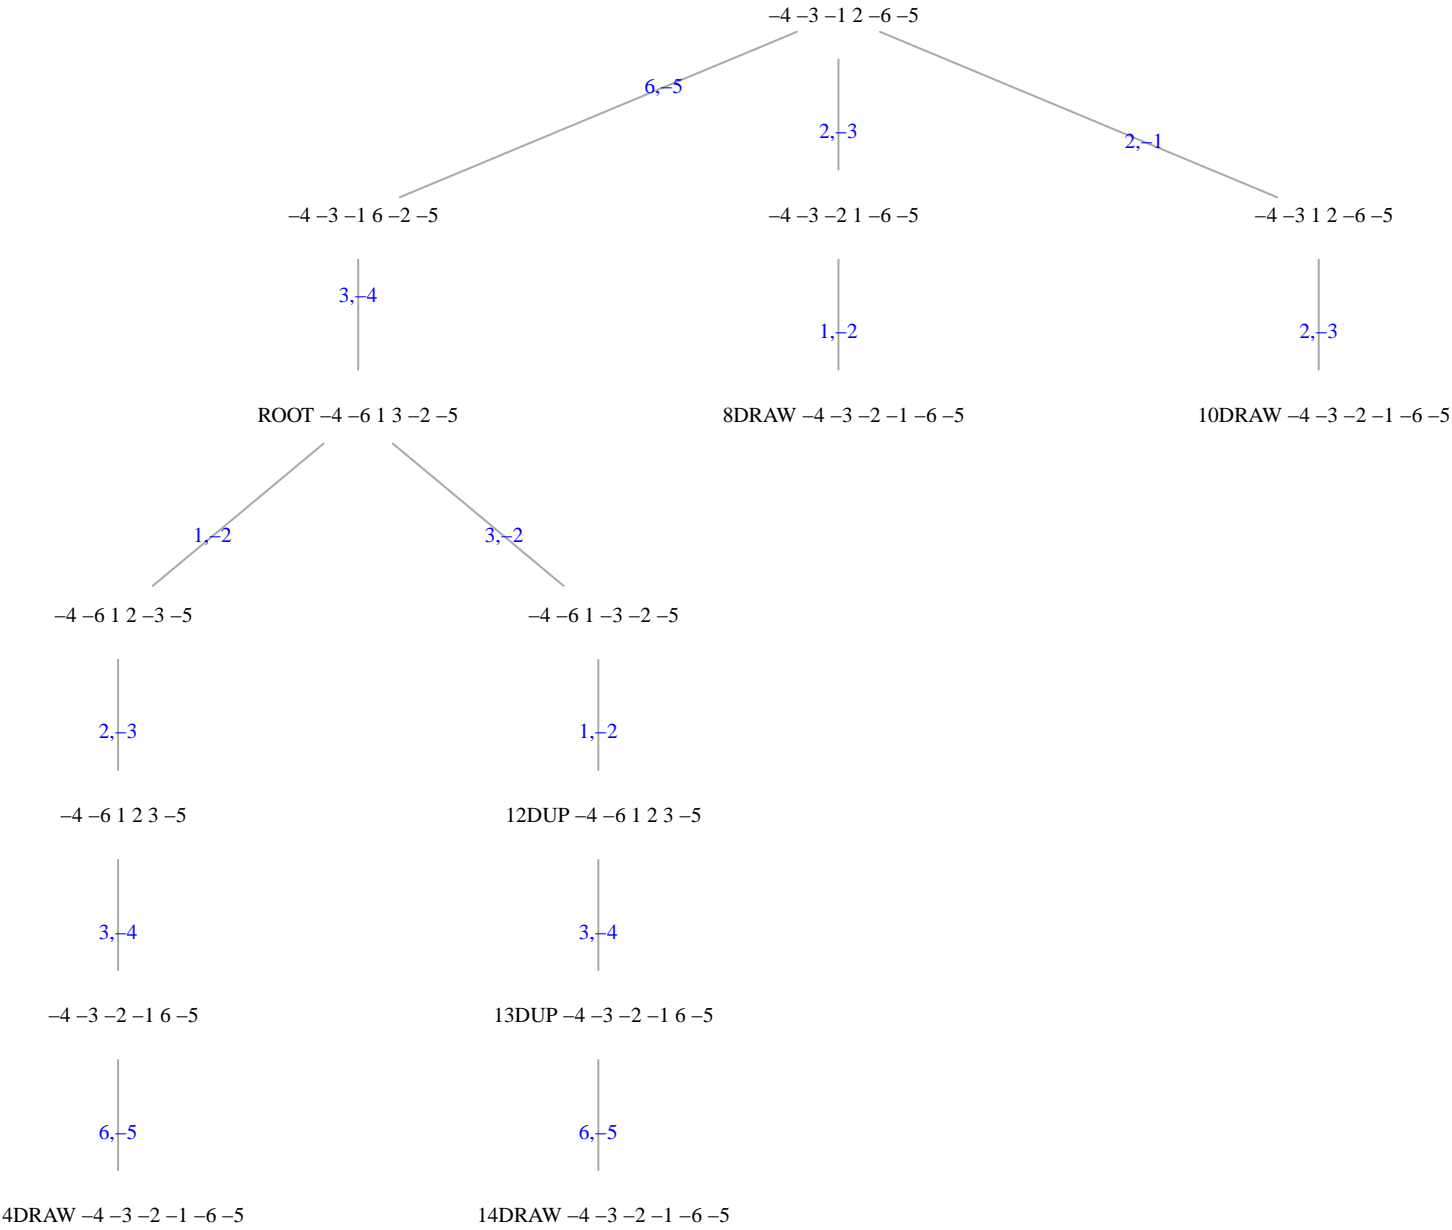 –4 –3 –1 2 –6 –5
6,–5
2,–3
2,–1
–4 –3 –1 6 –2 –5
–4 –3 –2 1 –6 –5
–4 –3 1 2 –6 –5
3,–4
1,–2
2,–3
ROOT –4 –6 1 3 –2 –5
8DRAW –4 –3 –2 –1 –6 –5
10DRAW –4 –3 –2 –1 –6 –5
1,–2
3,–2
–4 –6 1 2 –3 –5
–4 –6 1 –3 –2 –5
2,–3
1,–2
–4 –6 1 2 3 –5
12DUP –4 –6 1 2 3 –5
3,–4
3,–4
–4 –3 –2 –1 6 –5
13DUP –4 –3 –2 –1 6 –5
6,–5
6,–5
4DRAW –4 –3 –2 –1 –6 –5
14DRAW –4 –3 –2 –1 –6 –5